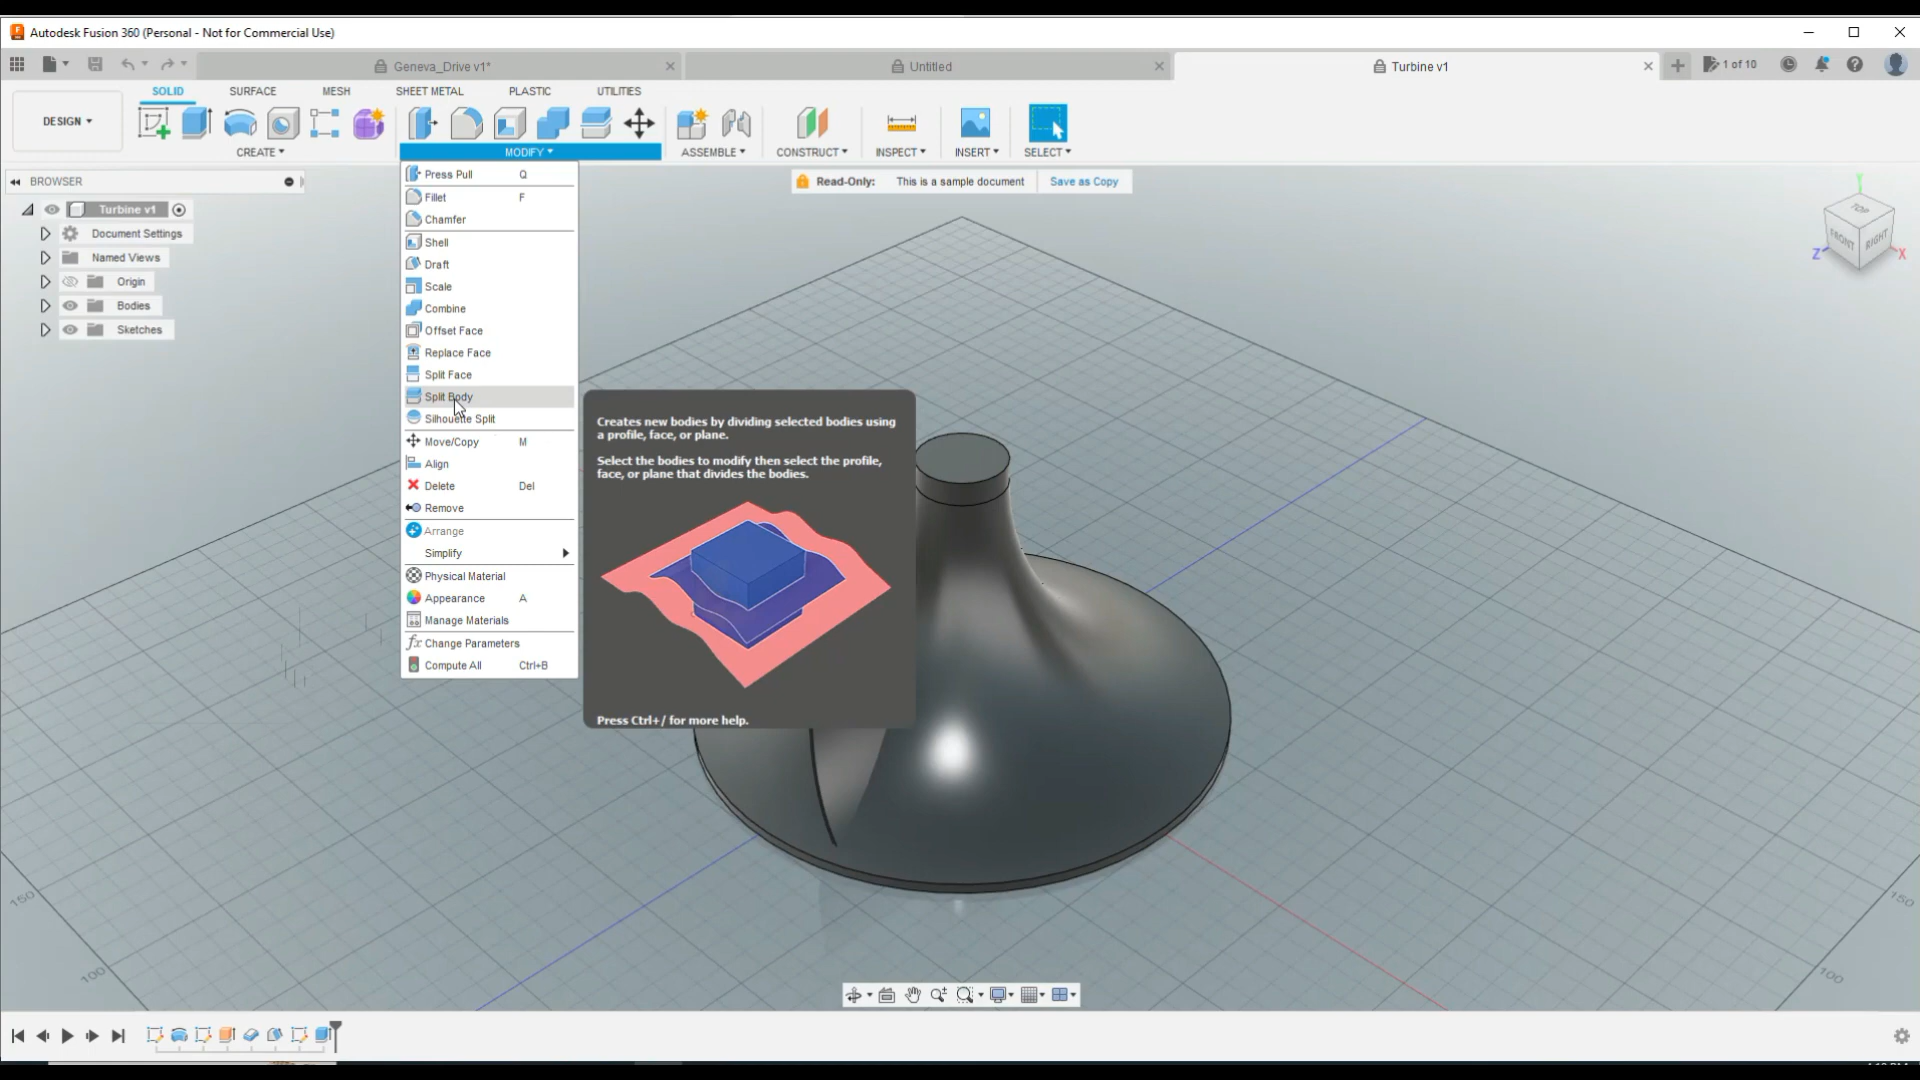 Autodesk Fusion 360 (Personal - Not for Commercial Use)
Geneva_Drive v1*
Untitled
Turbine v1
1 of 10
SOLID
SURFACE
MESH
SHEET METAL
PLASTIC
UTILITIES
DESIGN
CREATE
MODIFY
ASSEMBLE
CONSTRUCT
INSPECT
INSERT
SELECT
BROWSER
Read-Only: This is a sample document Save as Copy
Turbine v1
Document Settings
Named Views
Origin
Bodies
Sketches
Press Pull Q
Fillet F
Chamfer
Shell
Draft
Scale
Combine
Offset Face
Replace Face
Split Face
Split Body
Silhouette Split
Move/Copy M
Align
Delete Del
Remove
Arrange
Simplify
Physical Material
Appearance A
Manage Materials
Change Parameters
Compute All Ctrl+B
Creates new bodies by dividing selected bodies using
a profile, face, or plane.
Select the bodies to modify then select the profile,
face, or plane that divides the bodies.
Press Ctrl+/ for more help.
Y
TOP
FRONT
RIGHT
Z
X
150
100
150
100